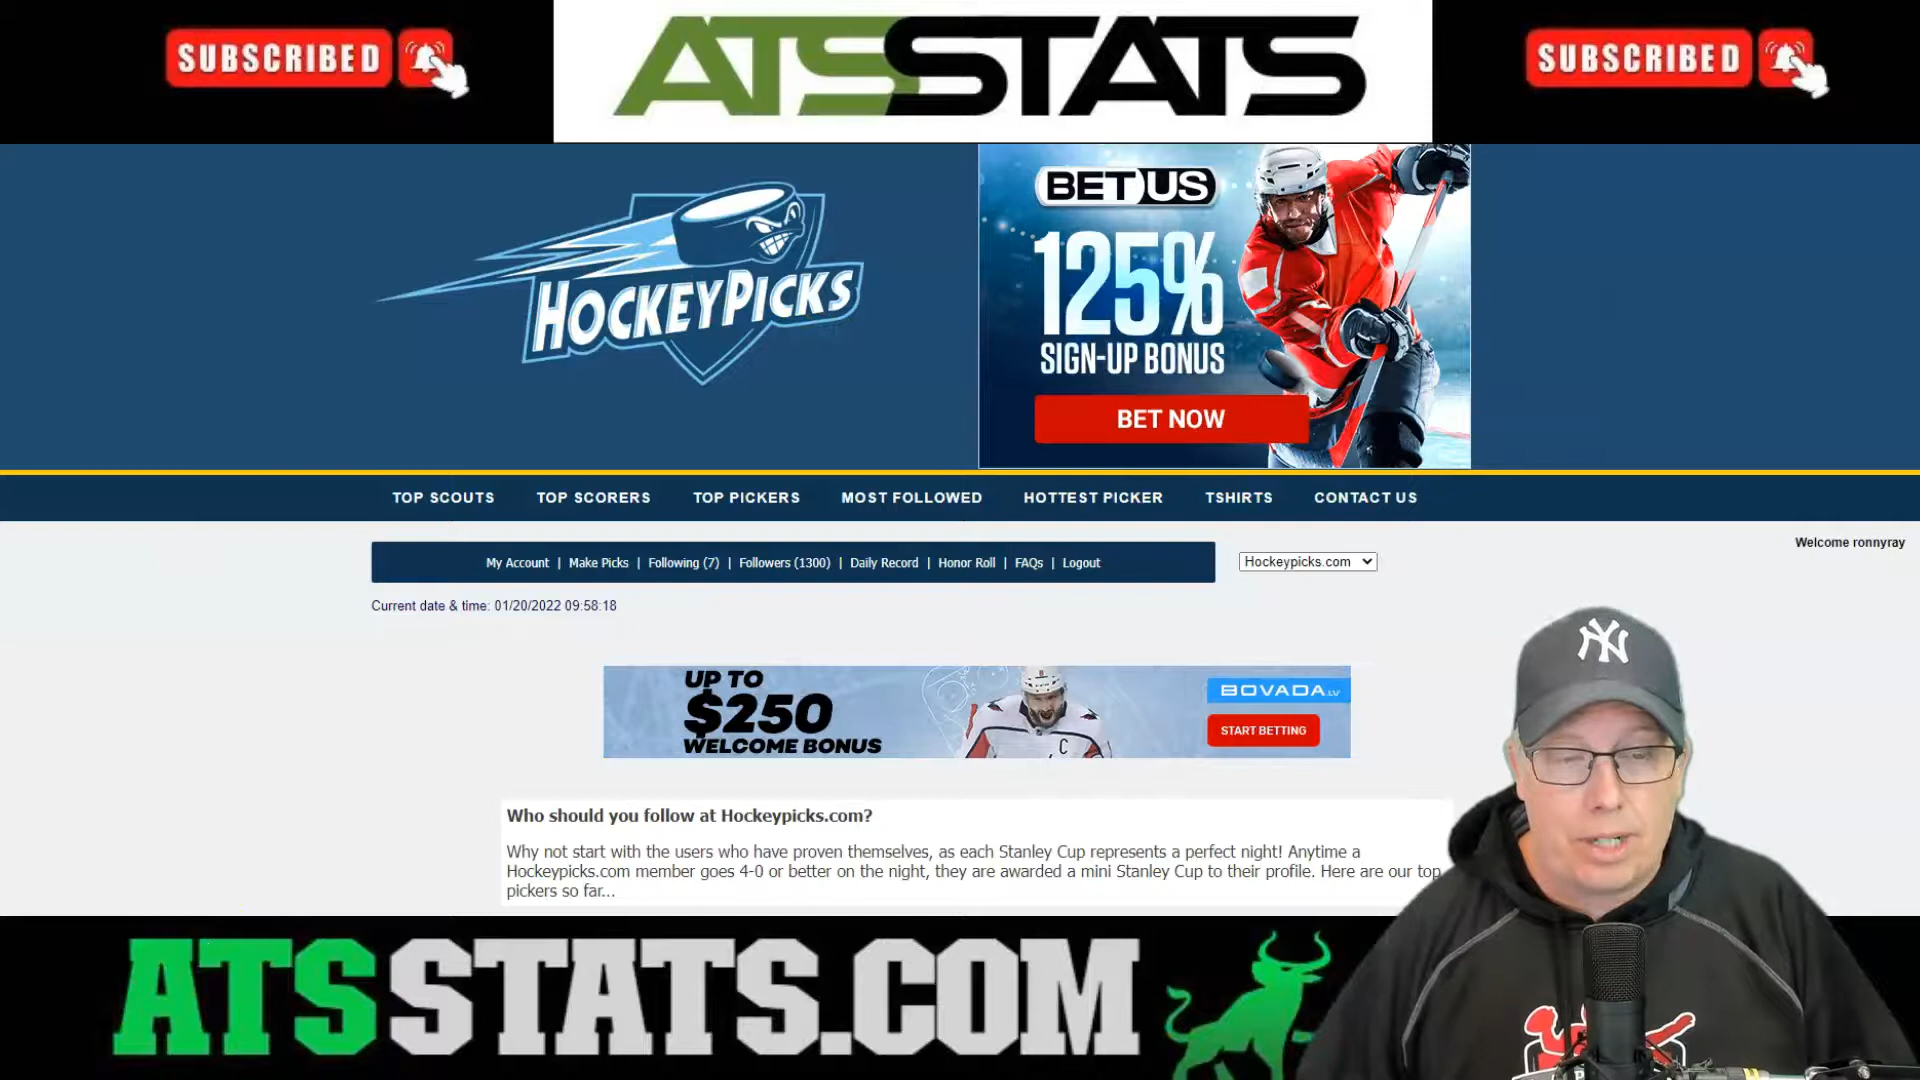 SUBSCRIBED
ATSSTATS
SUBSCRIBED
HOCKEYPICKS
BETUS
125%
SIGN-UP BONUS
BET NOW
TOP SCOUTS TOP SCORERS TOP PICKERS MOST FOLLOWED HOTTEST PICKER TSHIRTS CONTACT US
Welcome ronnyray
My Account | Make Picks | Following (7) | Followers (1300) | Daily Record | Honor Roll | FAQs | Logout
Hockeypicks.com
Current date & time: 01/20/2022 09:58:18
UP TO
$250
WELCOME BONUS
C
BOVADA.LV
START BETTING
NY
Who should you follow at Hockeypicks.com?
Why not start with the users who have proven themselves, as each Stanley Cup represents a perfect night! Anytime a
Hockeypicks.com member goes 4-0 or better on the night, they are awarded a mini Stanley Cup to their profile. Here are our top
pickers so far...
ATSSTATS.COM